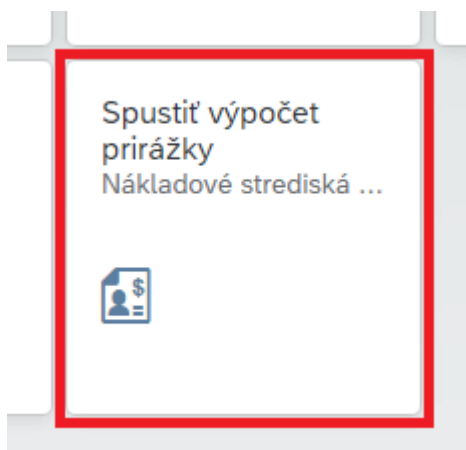 Spustiť výpočet
prirážky
Nákladové strediská ...
$